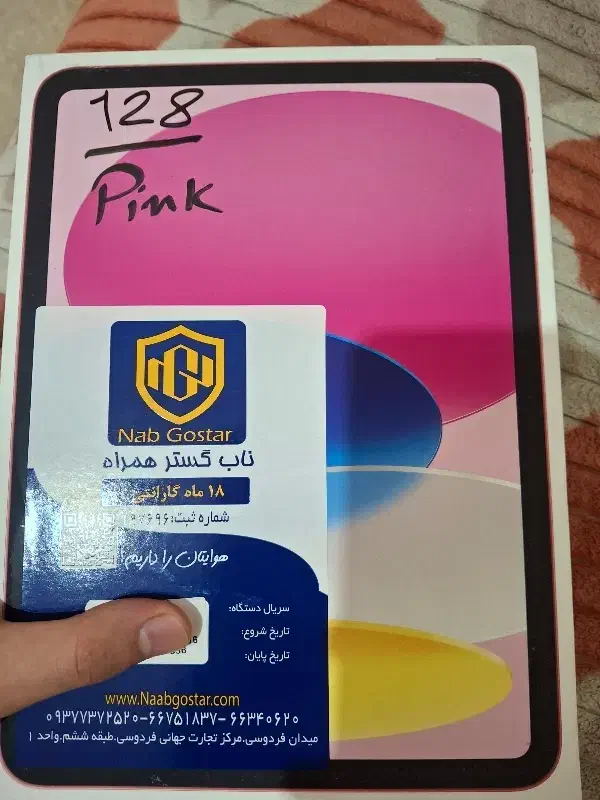 128
Pink
Nab Gostar
ناب گستر همراه
۱۸ ماه گارانتی
شماره ثبت:
هوایتان را داریم!
سریال دستگاه:
تاریخ شروع:
تاریخ پایان:
www.Naabgostar.com
۰۹۳۷۷۳۷۲۵۲۰-۶۶۷۵۱۸۳۷- ۶۶۳۴۰۶۲۰
میدان فردوسی.مرکز تجارت جهانی فردوسی.طبقه ششم.واحد ۱